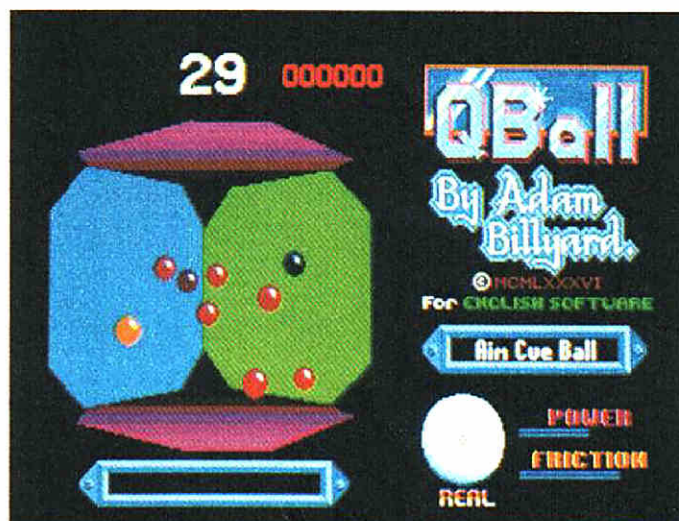 29 000000
QBall
By Adam
Billyard.
© MCMLXXXVI
For ENGLISH SOFTWARE
Aim Cue Ball
POWER
FRICTION
REAL